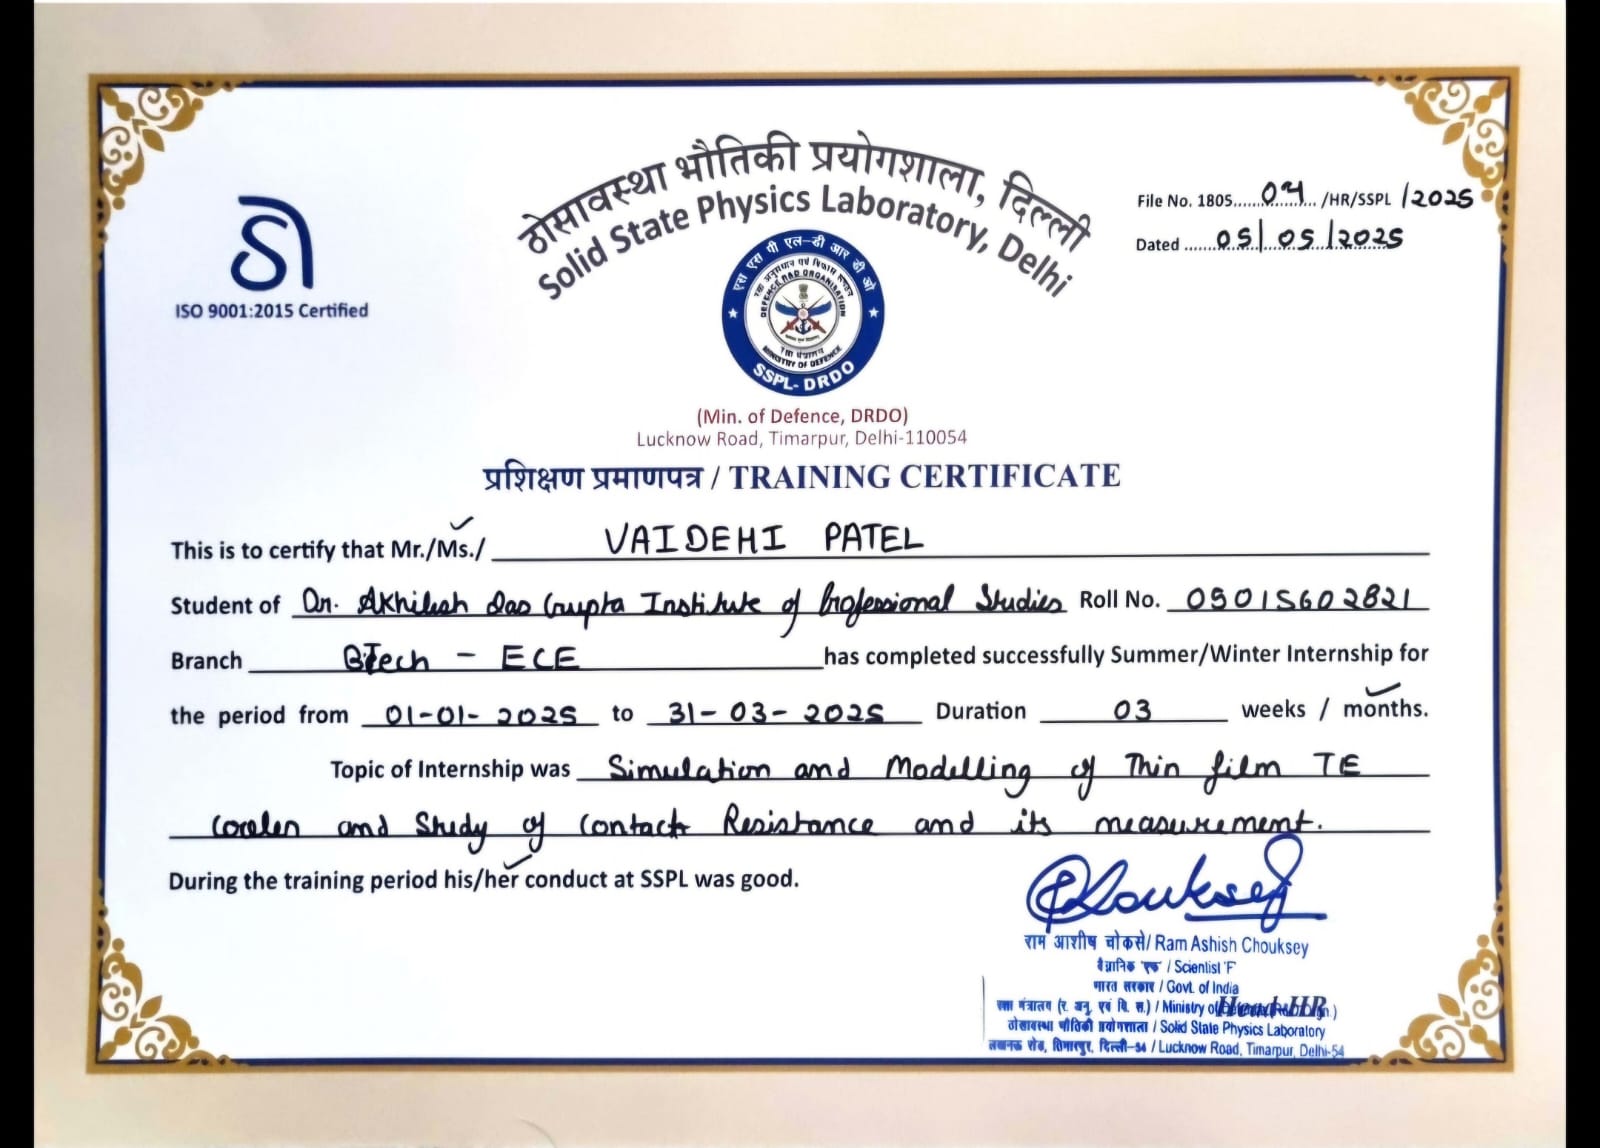 ठोसावस्था भौतिकी प्रयोगशाला, दिल्ली
Solid State Physics Laboratory, Delhi
File No. 1805......04....../HR/SSPL /2025
Dated ......05/05/2025
ISO 9001:2015 Certified
एस एस पी एल-डी आर डी ओ
DEFENCE R&D ORGANISATION
रक्षा मंत्रालय
MINISTRY OF DEFENCE
SSPL-DRDO
(Min. of Defence, DRDO)
Lucknow Road, Timarpur, Delhi-110054
प्रशिक्षण प्रमाणपत्र / TRAINING CERTIFICATE
This is to certify that Mr./Ms./ VAIDEHI PATEL
Student of Dr. Akhilesh Das Gupta Institute of Professional Studies Roll No. 05015602821
Branch BTech - ECE has completed successfully Summer/Winter Internship for
the period from 01-01-2025 to 31-03-2025 Duration 03 weeks / months.
Topic of Internship was Simulation and Modelling of Thin film TE
cooler and Study of Contact Resistance and its measurement.
During the training period his/her conduct at SSPL was good.
राम आशीष चोकसे/ Ram Ashish Chouksey
वैज्ञानिक 'एफ' / Scientist 'F'
भारत सरकार / Govt. of India
रक्षा मंत्रालय (र. अनु. एवं वि. स.) / Ministry of
Head-HR
ठोसावस्था भौतिकी प्रयोगशाला / Solid State Physics Laboratory
लखनऊ रोड, तिमारपुर, दिल्ली-54 / Lucknow Road, Timarpur, Delhi-54